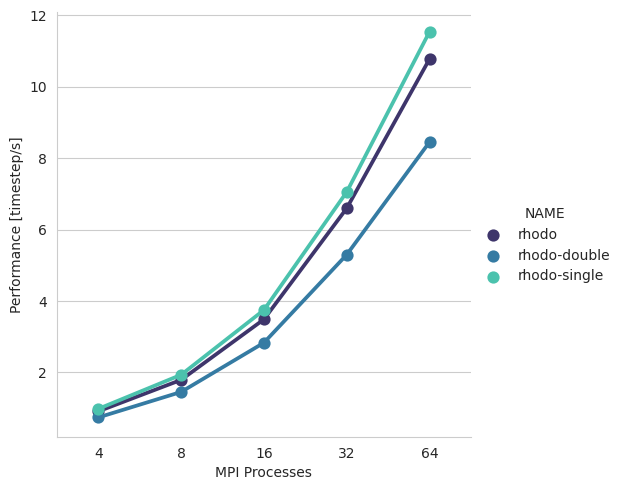 12
10
8
6
4
2
Performance [timestep/s]
4 8 16 32 64
MPI Processes
NAME
rhodo
rhodo-double
rhodo-single